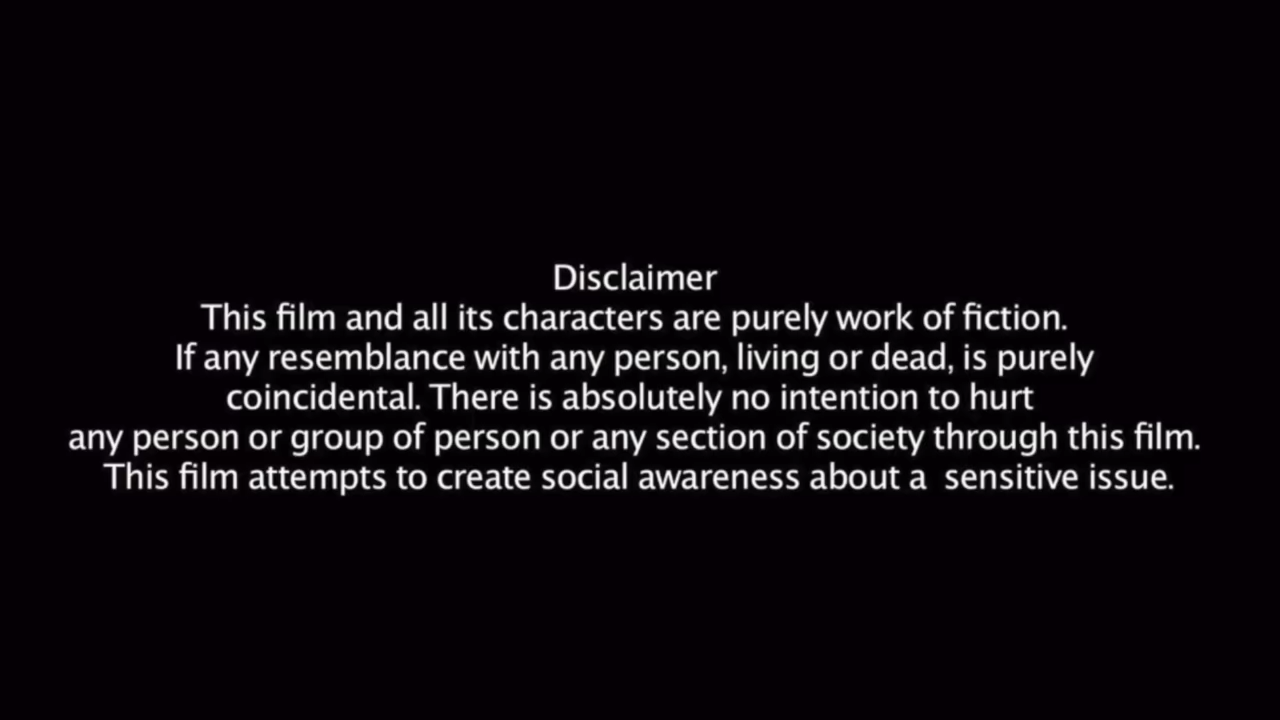 Disclaimer
This film and all its characters are purely work of fiction.
If any resemblance with any person, living or dead, is purely
coincidental. There is absolutely no intention to hurt
any person or group of person or any section of society through this film.
This film attempts to create social awareness about a  sensitive issue.